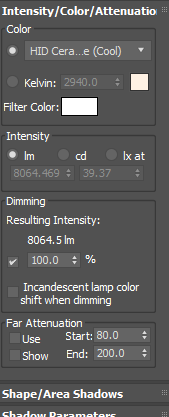 Intensity/Color/Attenuation
Color
HID Cera...e (Cool)
Kelvin: 2940.0
Filter Color:
Intensity
lm cd lx at
8064.469 39.37
Dimming
Resulting Intensity:
8064.5 lm
100.0 %
Incandescent lamp color
shift when dimming
Far Attenuation
Use Start: 80.0
Show End: 200.0
Shape/Area Shadows
Shadow Parameters